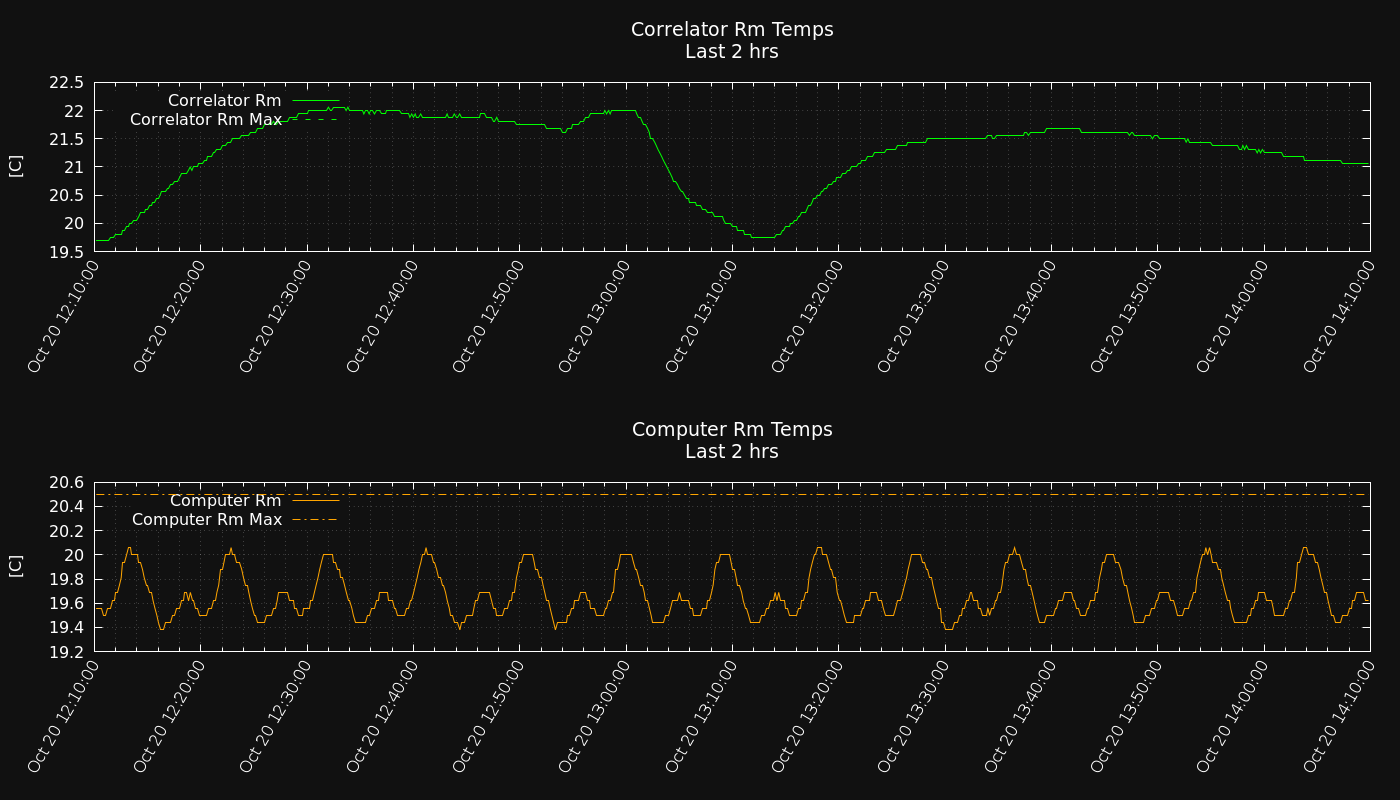 Correlator Rm Temps
Last 2 hrs
[C]
22.5
22
21.5
21
20.5
20
19.5
Correlator Rm
Correlator Rm Max
Oct 20 12:10:00
Oct 20 12:20:00
Oct 20 12:30:00
Oct 20 12:40:00
Oct 20 12:50:00
Oct 20 13:00:00
Oct 20 13:10:00
Oct 20 13:20:00
Oct 20 13:30:00
Oct 20 13:40:00
Oct 20 13:50:00
Oct 20 14:00:00
Oct 20 14:10:00
Computer Rm Temps
Last 2 hrs
[C]
20.6
20.4
20.2
20
19.8
19.6
19.4
19.2
Computer Rm
Computer Rm Max
Oct 20 12:10:00
Oct 20 12:20:00
Oct 20 12:30:00
Oct 20 12:40:00
Oct 20 12:50:00
Oct 20 13:00:00
Oct 20 13:10:00
Oct 20 13:20:00
Oct 20 13:30:00
Oct 20 13:40:00
Oct 20 13:50:00
Oct 20 14:00:00
Oct 20 14:10:00